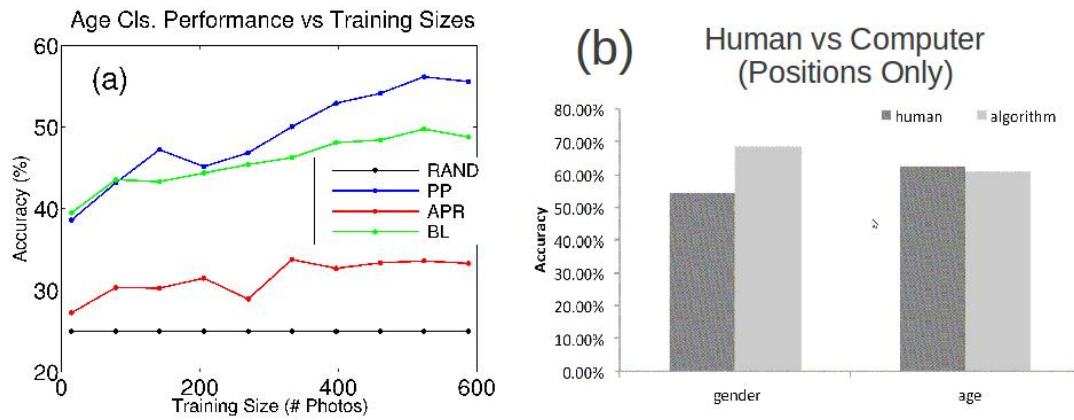 Age Cls. Performance vs Training Sizes
(a)
60
50
40
30
20
Accuracy (%)
RAND
PP
APR
BL
0
200
400
600
Training Size (# Photos)
(b)
Human vs Computer
(Positions Only)
human
algorithm
80.00%
70.00%
60.00%
50.00%
40.00%
30.00%
20.00%
10.00%
0.00%
Accuracy
gender
age